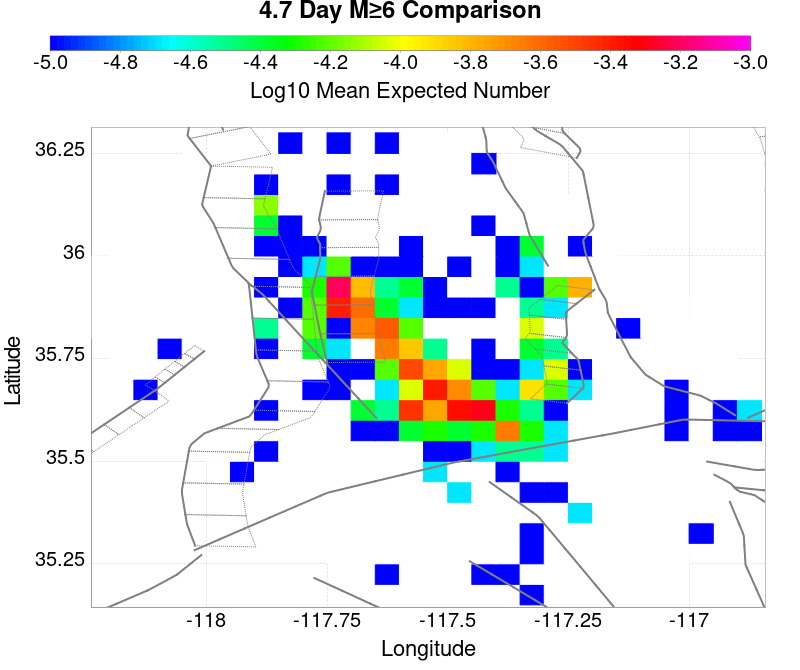 4.7 Day M≥6 Comparison
-5.0 -4.8 -4.6 -4.4 -4.2 -4.0 -3.8 -3.6 -3.4 -3.2 -3.0
Log10 Mean Expected Number
36.25
36
35.75
35.5
35.25
Latitude
-118 -117.75 -117.5 -117.25 -117
Longitude